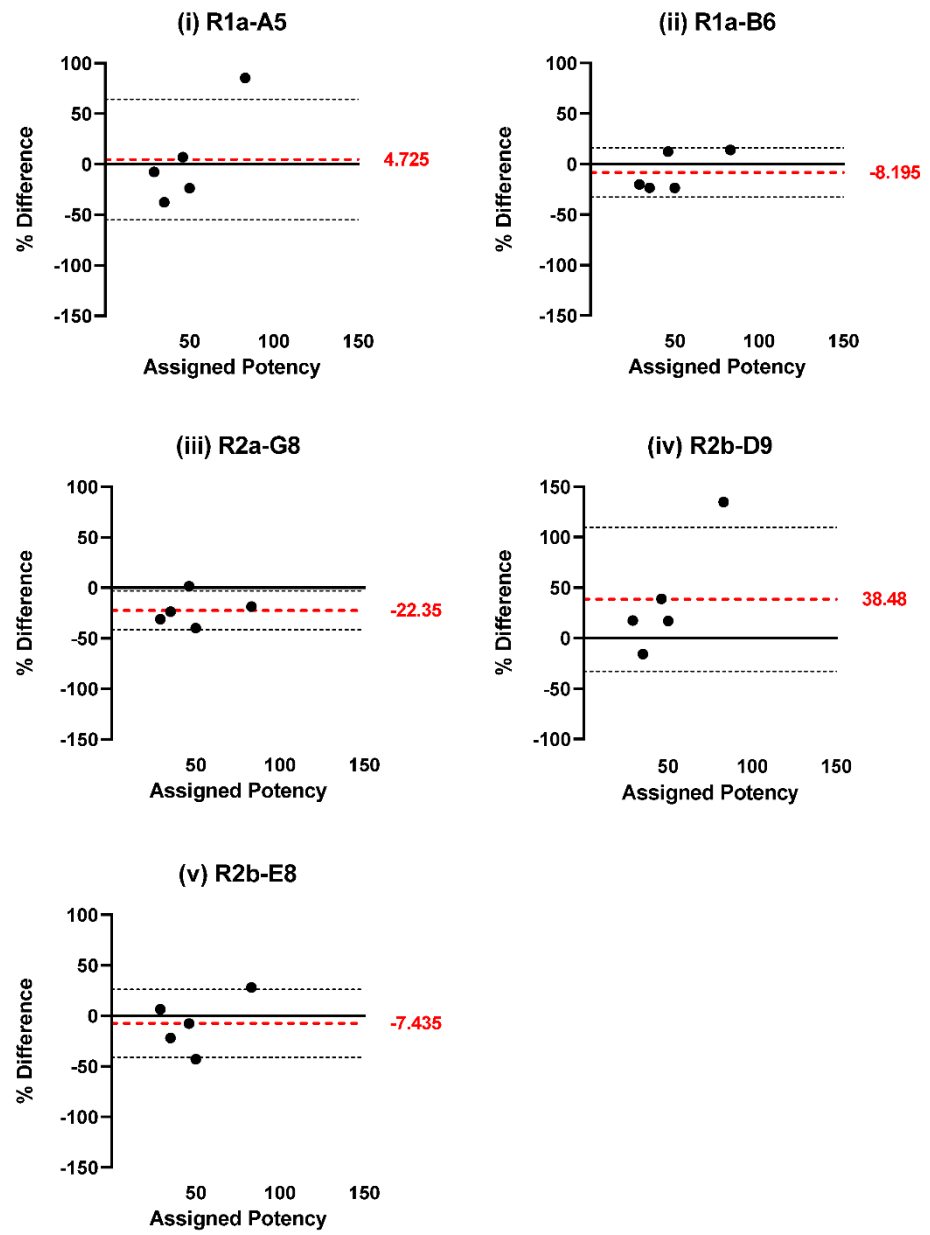 (i) R1a-A5
100
50
0
-50
-100
-150
% Difference
4.725
50 100 150
Assigned Potency
(ii) R1a-B6
100
50
0
-50
-100
-150
% Difference
-8.195
50 100 150
Assigned Potency
(iii) R2a-G8
100
50
0
-50
-100
-150
% Difference
-22.35
50 100 150
Assigned Potency
(iv) R2b-D9
150
100
50
0
-50
-100
% Difference
38.48
50 100 150
Assigned Potency
(v) R2b-E8
100
50
0
-50
-100
-150
% Difference
-7.435
50 100 150
Assigned Potency